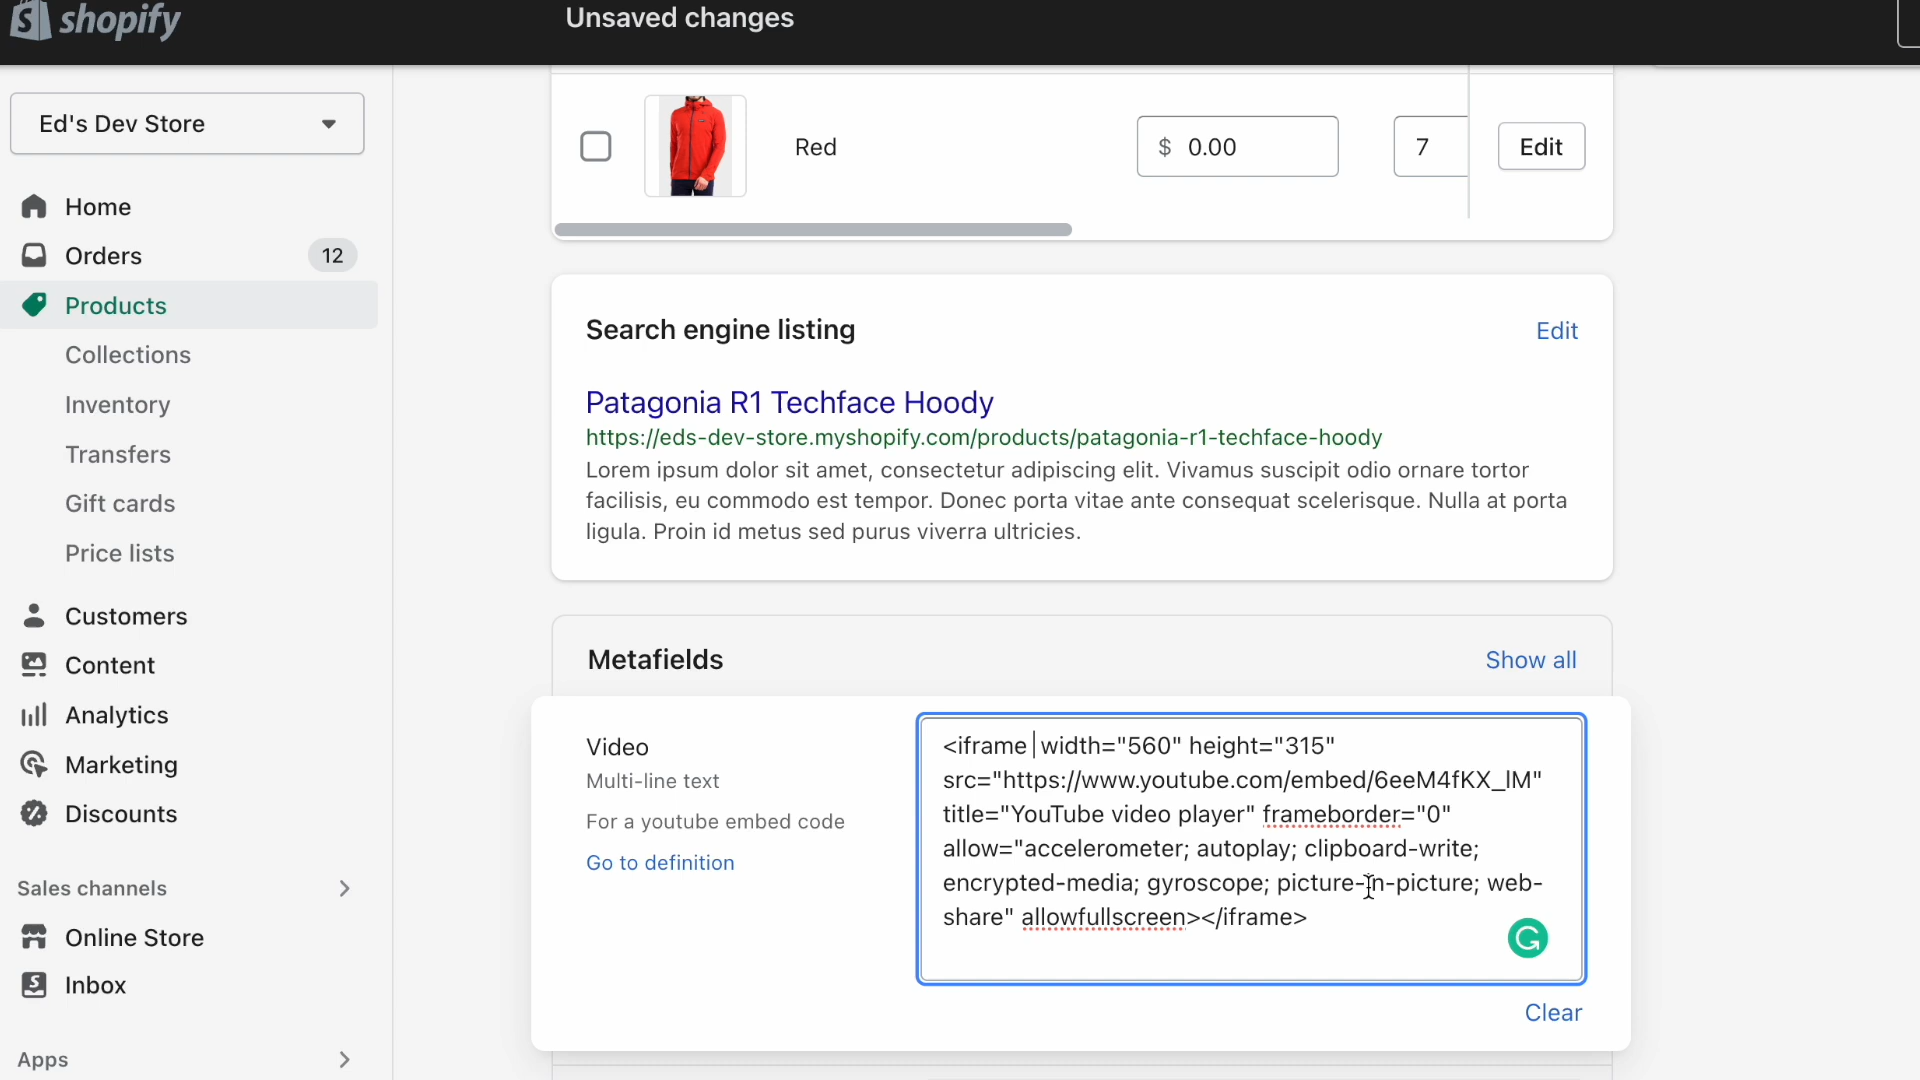 shopify
Unsaved changes
Ed's Dev Store
Home
Orders 12
Products
Collections
Inventory
Transfers
Gift cards
Price lists
Customers
Content
Analytics
Marketing
Discounts
Sales channels
Online Store
Inbox
Apps
Red $ 0.00 7 Edit
Search engine listing Edit
Patagonia R1 Techface Hoody
https://eds-dev-store.myshopify.com/products/patagonia-r1-techface-hoody
Lorem ipsum dolor sit amet, consectetur adipiscing elit. Vivamus suscipit odio ornare tortor
facilisis, eu commodo est tempor. Donec porta vitae ante consequat scelerisque. Nulla at porta
ligula. Proin id metus sed purus viverra ultricies.
Metafields Show all
Video
Multi-line text
For a youtube embed code
Go to definition
<iframe width="560" height="315"
src="https://www.youtube.com/embed/6eeM4fKX_lM"
title="YouTube video player" frameborder="0"
allow="accelerometer; autoplay; clipboard-write;
encrypted-media; gyroscope; picture-in-picture; web-
share" allowfullscreen></iframe>
Clear